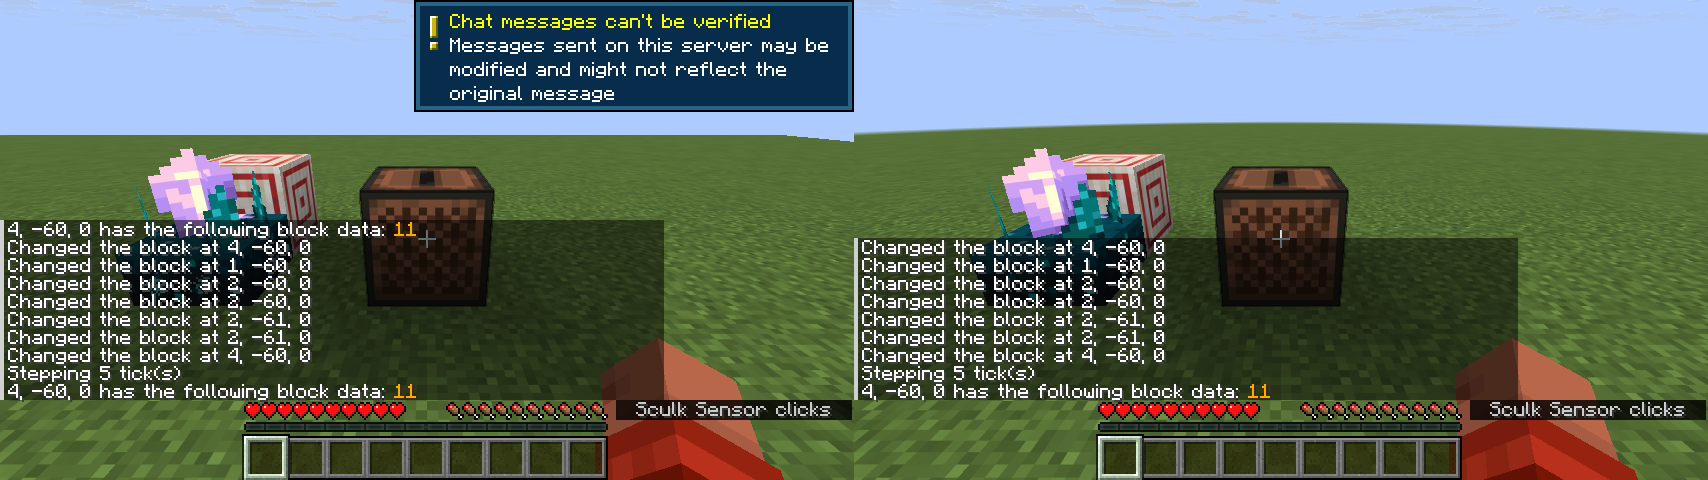 Chat messages can't be verified
Messages sent on this server may be
modified and might not reflect the
original message
4, -60, 0 has the following block data: 11
Changed the block at 4, -60, 0
Changed the block at 1, -60, 0
Changed the block at 2, -60, 0
Changed the block at 3, -60, 0
Changed the block at 2, -61, 0
Changed the block at 2, -61, 0
Changed the block at 4, -60, 0
Stepping 5 tick(s)
4, -60, 0 has the following block data: 11
Sculk Sensor clicks
Changed the block at 4, -60, 0
Changed the block at 1, -60, 0
Changed the block at 2, -60, 0
Changed the block at 3, -60, 0
Changed the block at 2, -61, 0
Changed the block at 2, -61, 0
Changed the block at 4, -60, 0
Stepping 5 tick(s)
4, -60, 0 has the following block data: 11
Sculk Sensor clicks